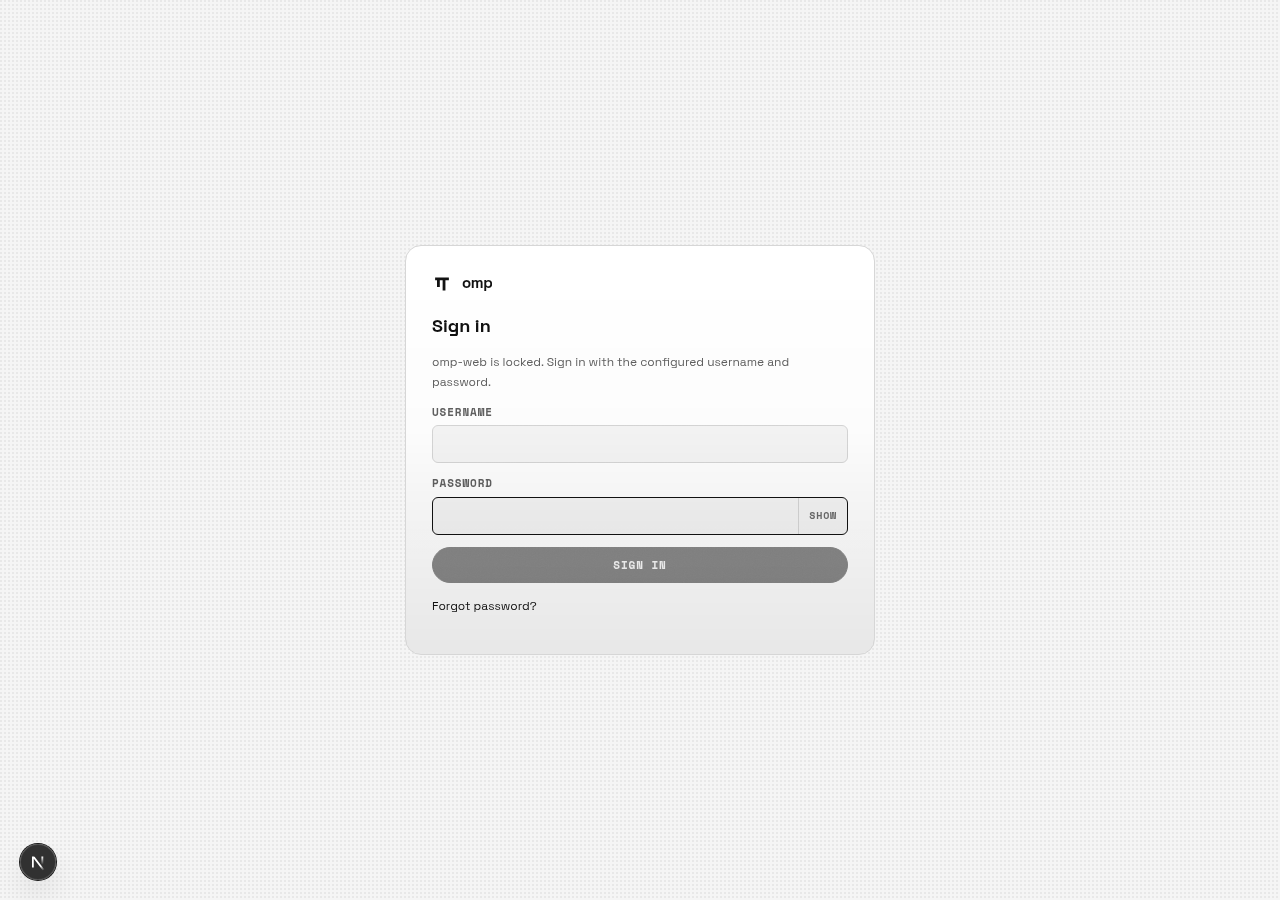 omp
Sign in
omp-web is locked. Sign in with the configured username and
password.
USERNAME
PASSWORD
SHOW
SIGN IN
Forgot password?
N